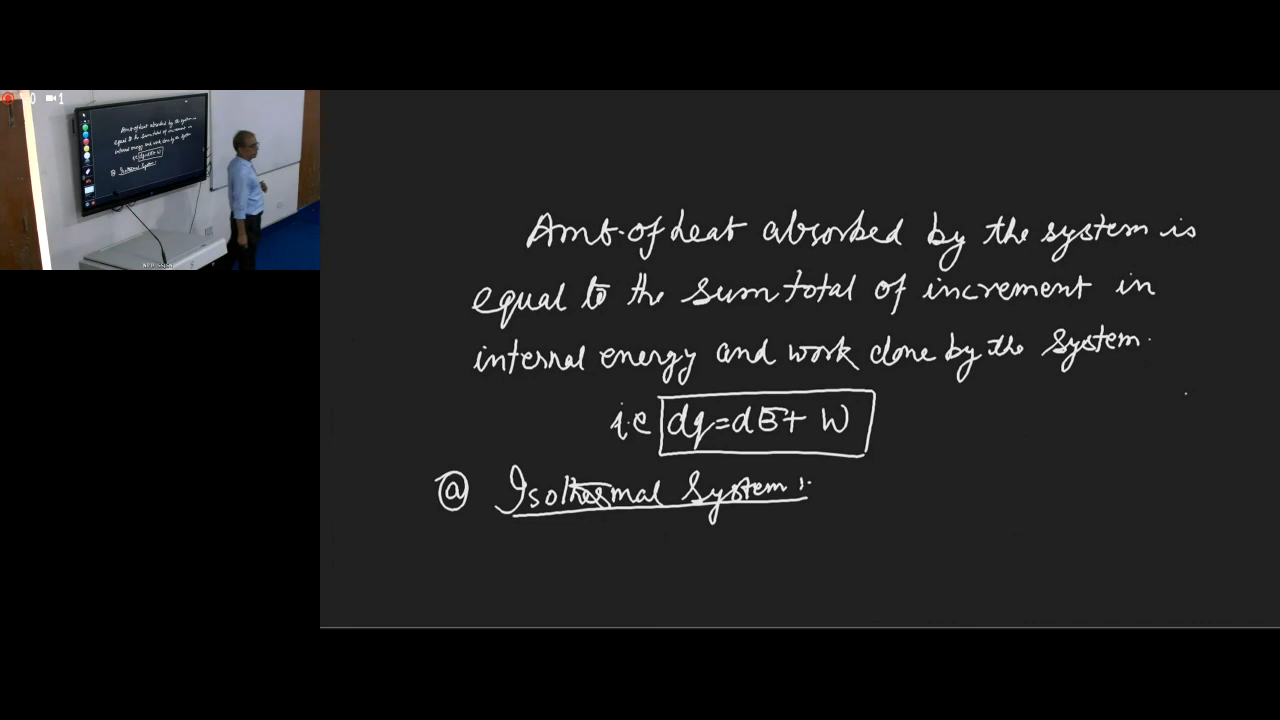 Amt. of heat absorbed by the system is
equal to the sum total of increment in
internal energy and work done by the system.
i.e dq = dE + W
ⓐ Isothermal System :